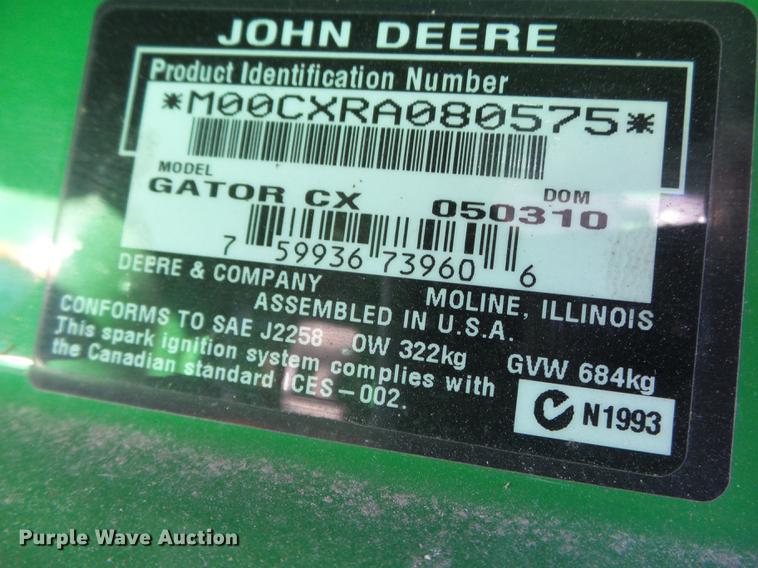 JOHN DEERE
Product Identification Number
*M00CXRA080575*
MODEL
DOM
GATOR CX 050310
7 59936 73960 6
DEERE & COMPANY MOLINE, ILLINOIS
ASSEMBLED IN U.S.A.
CONFORMS TO SAE J2258 OW 322kg GVW 684kg
This spark ignition system complies with
the Canadian standard ICES-002.
N1993
Purple Wave Auction